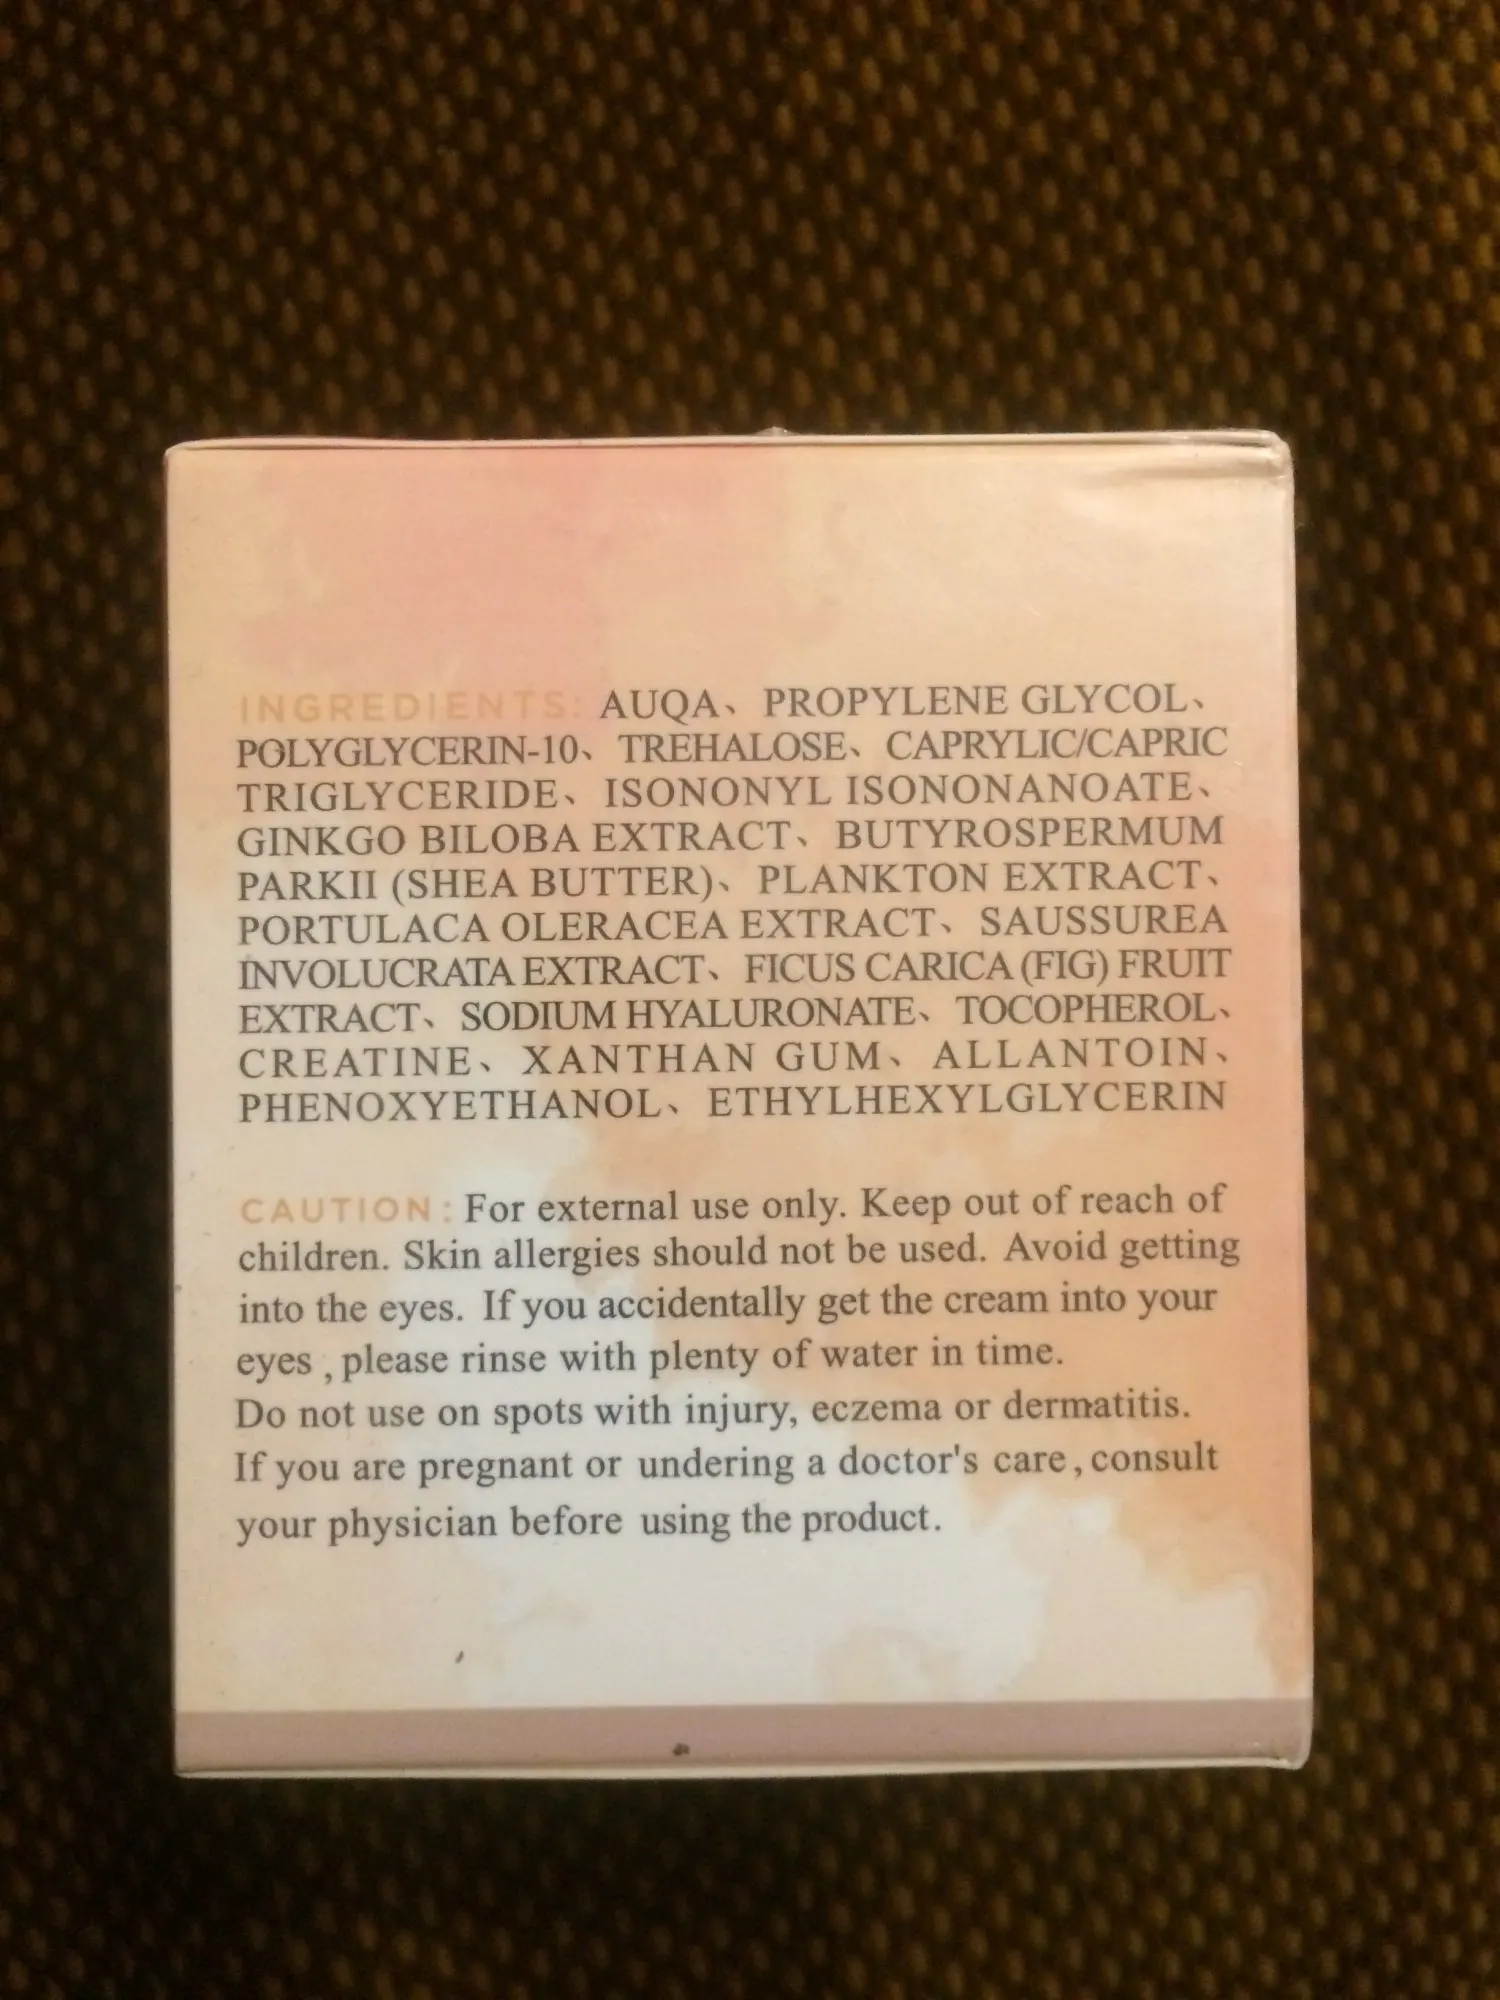 INGREDIENTS: AUQA、PROPYLENE GLYCOL、
POLYGLYCERIN-10、TREHALOSE、CAPRYLIC/CAPRIC
TRIGLYCERIDE、ISONONYL ISONONANOATE、
GINKGO BILOBA EXTRACT、BUTYROSPERMUM
PARKII (SHEA BUTTER)、PLANKTON EXTRACT、
PORTULACA OLERACEA EXTRACT、SAUSSUREA
INVOLUCRATA EXTRACT、FICUS CARICA (FIG) FRUIT
EXTRACT、SODIUM HYALURONATE、TOCOPHEROL、
CREATINE、XANTHAN GUM、ALLANTOIN、
PHENOXYETHANOL、ETHYLHEXYLGLYCERIN
CAUTION: For external use only. Keep out of reach of
children. Skin allergies should not be used. Avoid getting
into the eyes. If you accidentally get the cream into your
eyes , please rinse with plenty of water in time.
Do not use on spots with injury, eczema or dermatitis.
If you are pregnant or undering a doctor's care, consult
your physician before using the product.